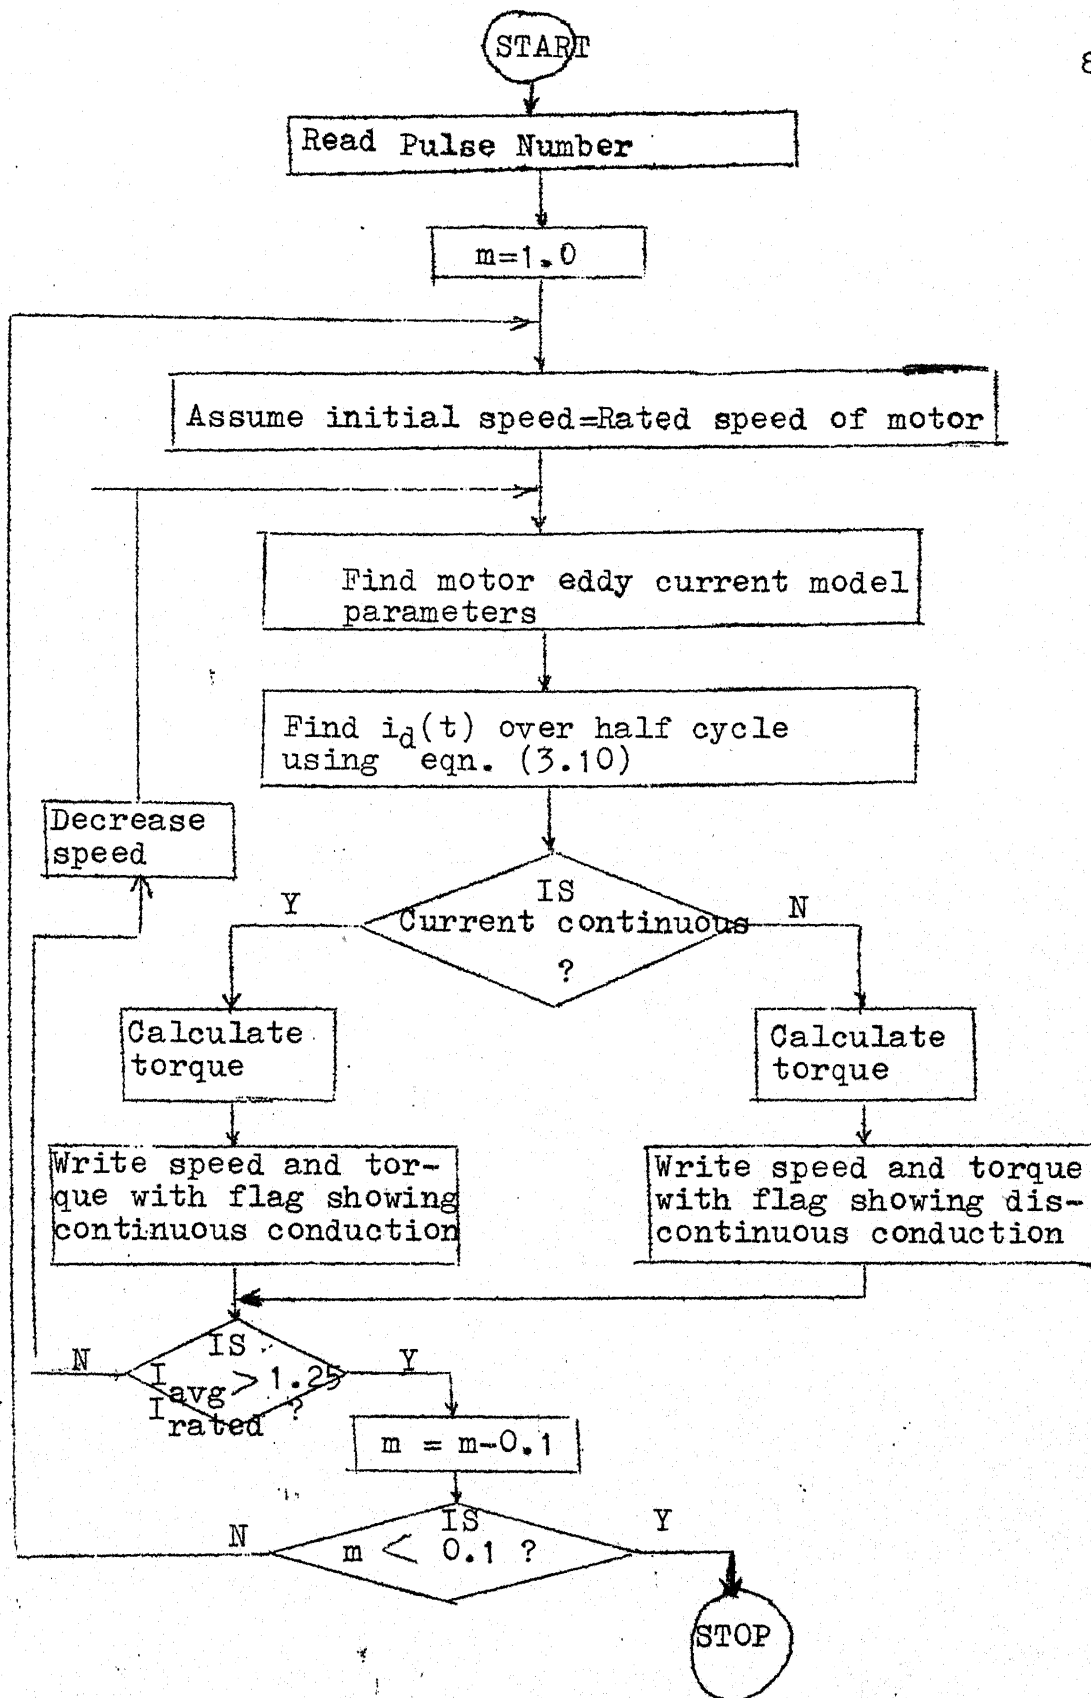 START
8
Read Pulse Number
m=1.0
Assume initial speed=Rated speed of motor
Find motor eddy current model
parameters
Find i_d(t) over half cycle
using eqn. (3.10)
Decrease
speed
IS
Current continuous
?
Y
N
Calculate
torque
Calculate
torque
Write speed and tor-
que with flag showing
continuous conduction
Write speed and torque
with flag showing dis-
continuous conduction
IS
I_avg > 1.25
I_rated ?
N
Y
m = m-0.1
IS
m < 0.1 ?
N
Y
STOP